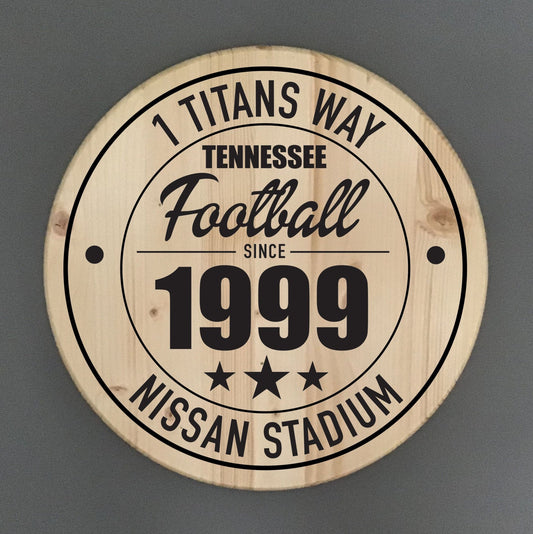 1 TITANS WAY
TENNESSEE
Football
SINCE
1999
NISSAN STADIUM